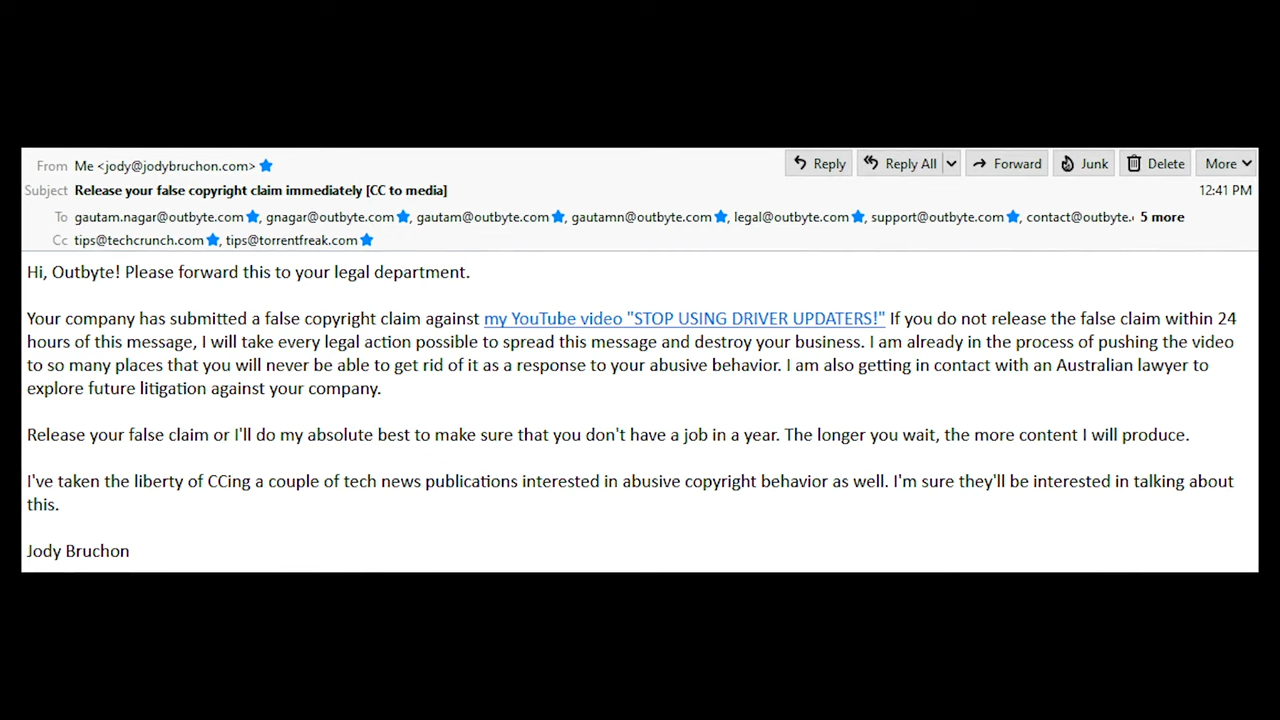 From Me <jody@jodybruchon.com> Reply Reply All Forward Junk Delete More
Subject Release your false copyright claim immediately [CC to media] 12:41 PM
To gautam.nagar@outbyte.com, gnagar@outbyte.com, gautam@outbyte.com, gautamn@outbyte.com, legal@outbyte.com, support@outbyte.com, contact@outbyte. 5 more
Cc tips@techcrunch.com, tips@torrentfreak.com
Hi, Outbyte! Please forward this to your legal department.
Your company has submitted a false copyright claim against my YouTube video "STOP USING DRIVER UPDATERS!" If you do not release the false claim within 24
hours of this message, I will take every legal action possible to spread this message and destroy your business. I am already in the process of pushing the video
to so many places that you will never be able to get rid of it as a response to your abusive behavior. I am also getting in contact with an Australian lawyer to
explore future litigation against your company.
Release your false claim or I'll do my absolute best to make sure that you don't have a job in a year. The longer you wait, the more content I will produce.
I've taken the liberty of CCing a couple of tech news publications interested in abusive copyright behavior as well. I'm sure they'll be interested in talking about
this.
Jody Bruchon